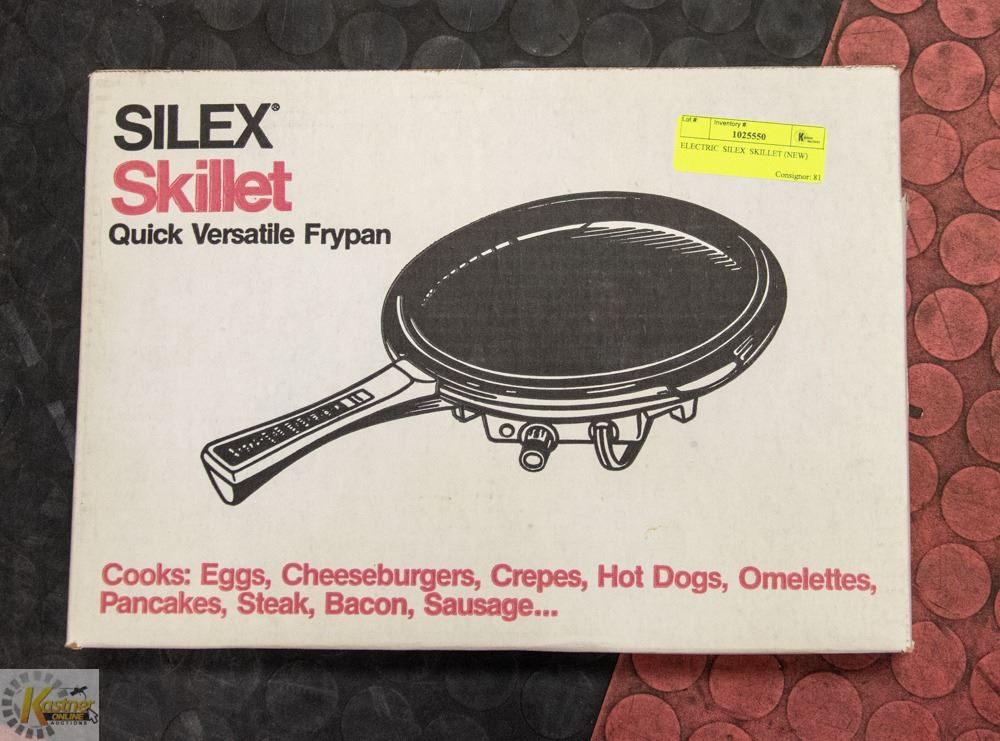 SILEX®
Skillet
Quick Versatile Frypan
Lot #: Inventory #:
1025550
ELECTRIC SILEX SKILLET (NEW)
Consignor: 81
Cooks: Eggs, Cheeseburgers, Crepes, Hot Dogs, Omelettes,
Pancakes, Steak, Bacon, Sausage...
Kastner
ONLINE
AUCTIONS